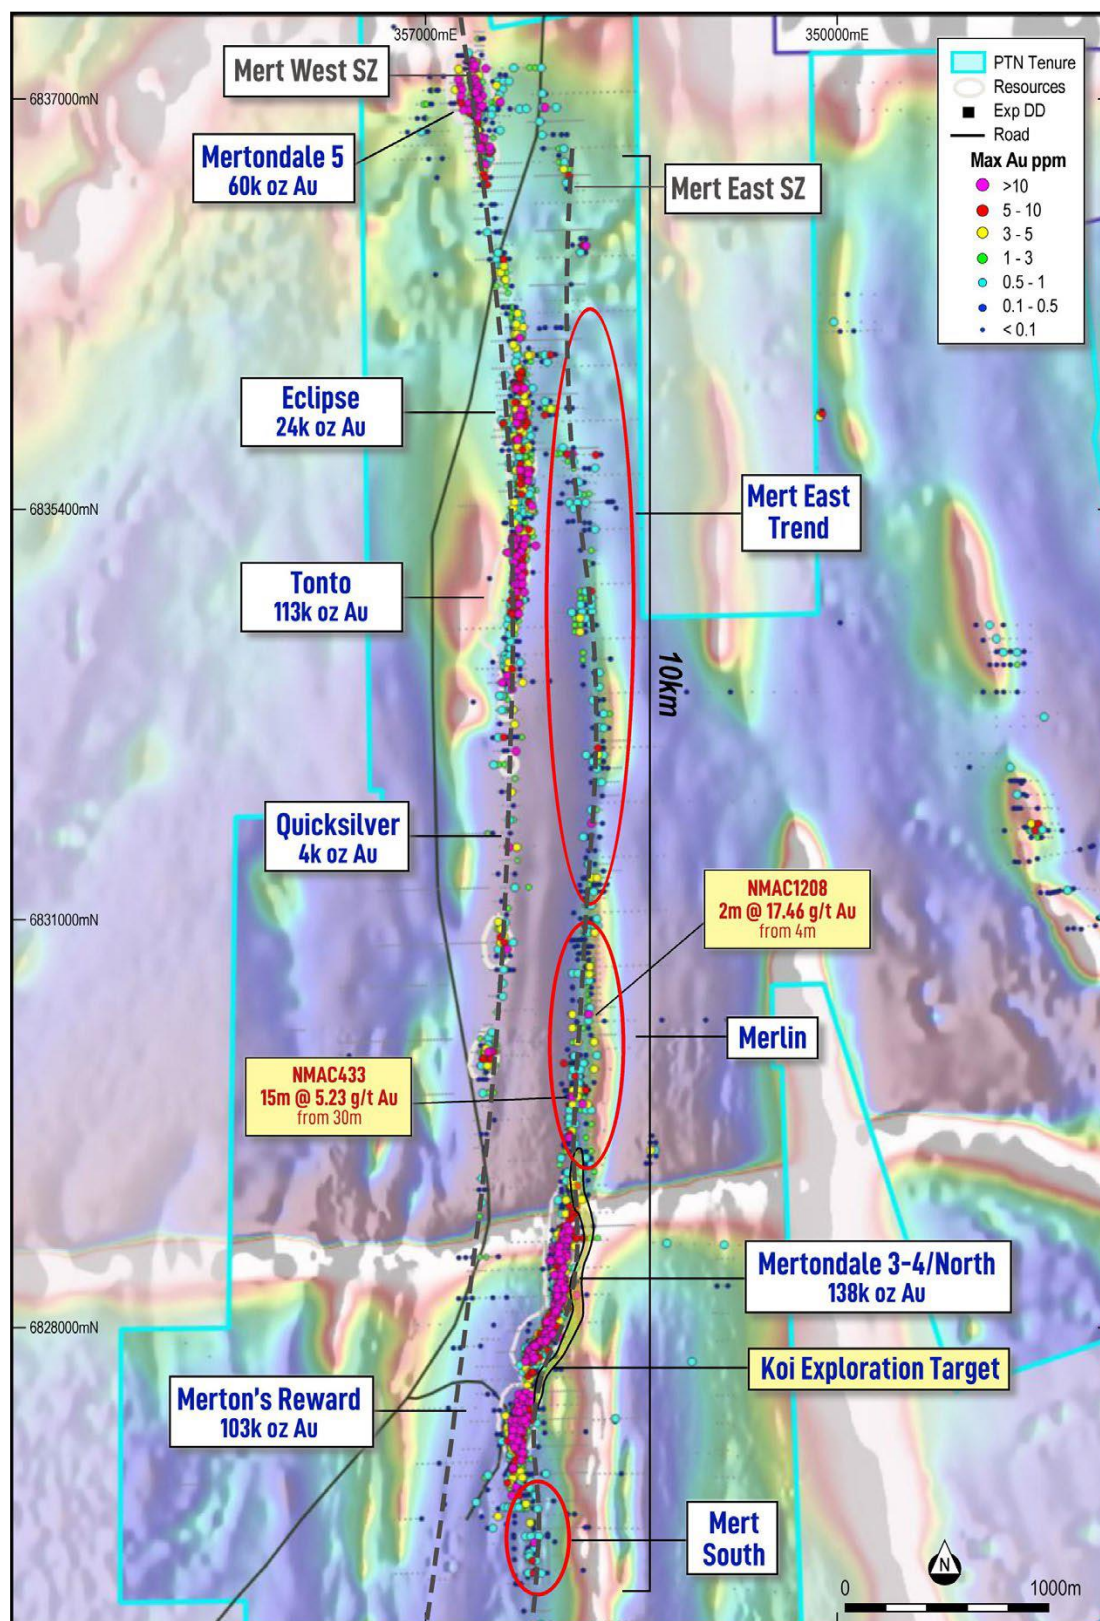 357000mE
350000mE
Mert West SZ
6837000mN
Mertondale 5
60k oz Au
Mert East SZ
PTN Tenure
Resources
Exp DD
Road
Max Au ppm
>10
5 - 10
3 - 5
1 - 3
0.5 - 1
0.1 - 0.5
< 0.1
Eclipse
24k oz Au
6835400mN
Mert East
Trend
Tonto
113k oz Au
10km
Quicksilver
4k oz Au
NMAC1208
2m @ 17.46 g/t Au
from 4m
6831000mN
Merlin
NMAC433
15m @ 5.23 g/t Au
from 30m
Mertondale 3-4/North
138k oz Au
6828000mN
Koi Exploration Target
Merton's Reward
103k oz Au
Mert
South
N
0
1000m